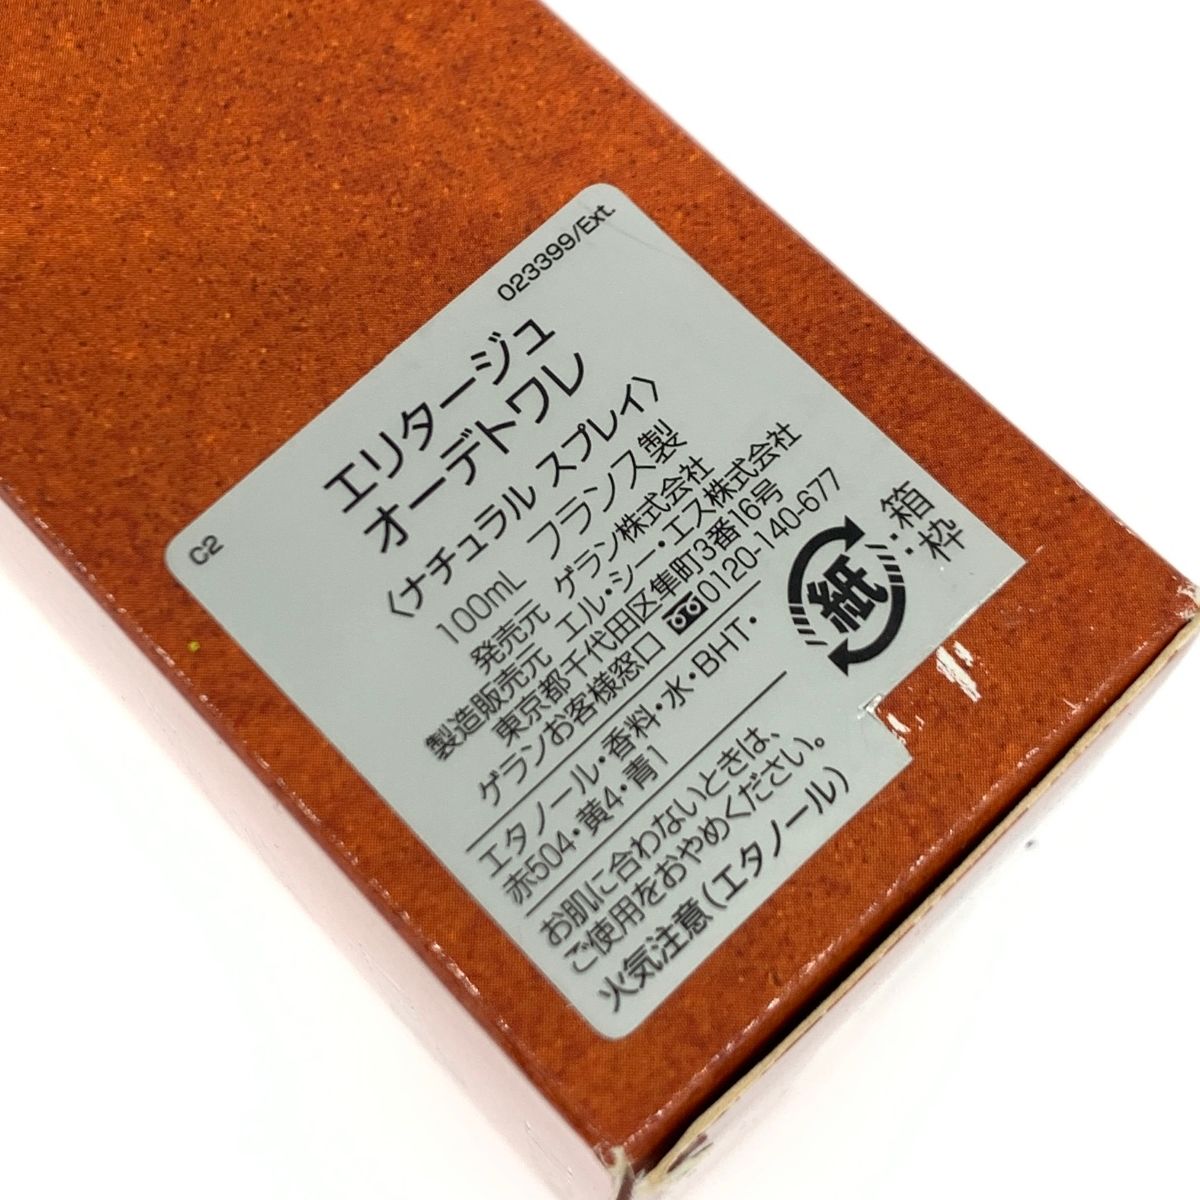 023399/Ext.
エリタージュ
オーデトワレ
〈ナチュラル スプレイ〉
100mL フランス製
発売元 ゲラン株式会社
製造販売元 エル・シー・エス株式会社
東京都千代田区隼町3番16号
ゲランお客様窓口 0120-140-677
エタノール・香料・水・BHT・
赤504・黄4・青1
お肌に合わないときは、
ご使用をおやめください。
火気注意(エタノール)
C2
紙
:箱
:枠